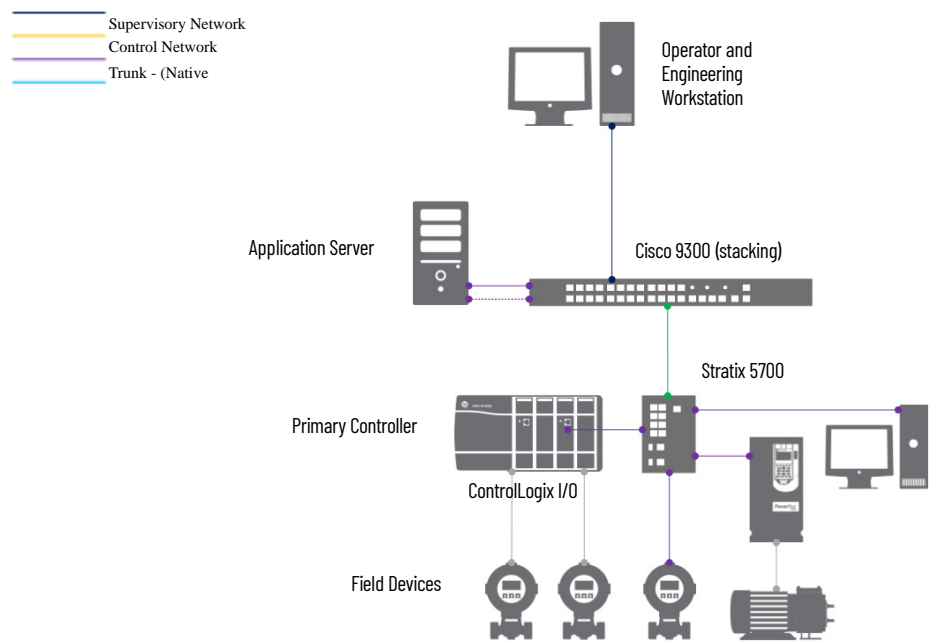 Supervisory Network
Control Network
Trunk - (Native
Operator and
Engineering
Workstation
Application Server
Cisco 9300 (stacking)
Stratix 5700
Primary Controller
ControlLogix I/O
Field Devices